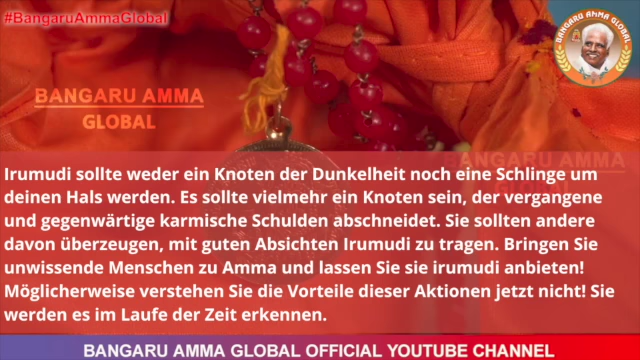 #BangaruAmmaGlobal
BANGARU AMMA GLOBAL
BANGARU AMMA
GLOBAL
BANGARU AMMA
GLOBAL
Irumudi sollte weder ein Knoten der Dunkelheit noch eine Schlinge um
deinen Hals werden. Es sollte vielmehr ein Knoten sein, der vergangene
und gegenwärtige karmische Schulden abschneidet. Sie sollten andere
davon überzeugen, mit guten Absichten Irumudi zu tragen. Bringen Sie
unwissende Menschen zu Amma und lassen Sie sie irumudi anbieten!
Möglicherweise verstehen Sie die Vorteile dieser Aktionen jetzt nicht! Sie
werden es im Laufe der Zeit erkennen.
BANGARU AMMA GLOBAL OFFICIAL YOUTUBE CHANNEL